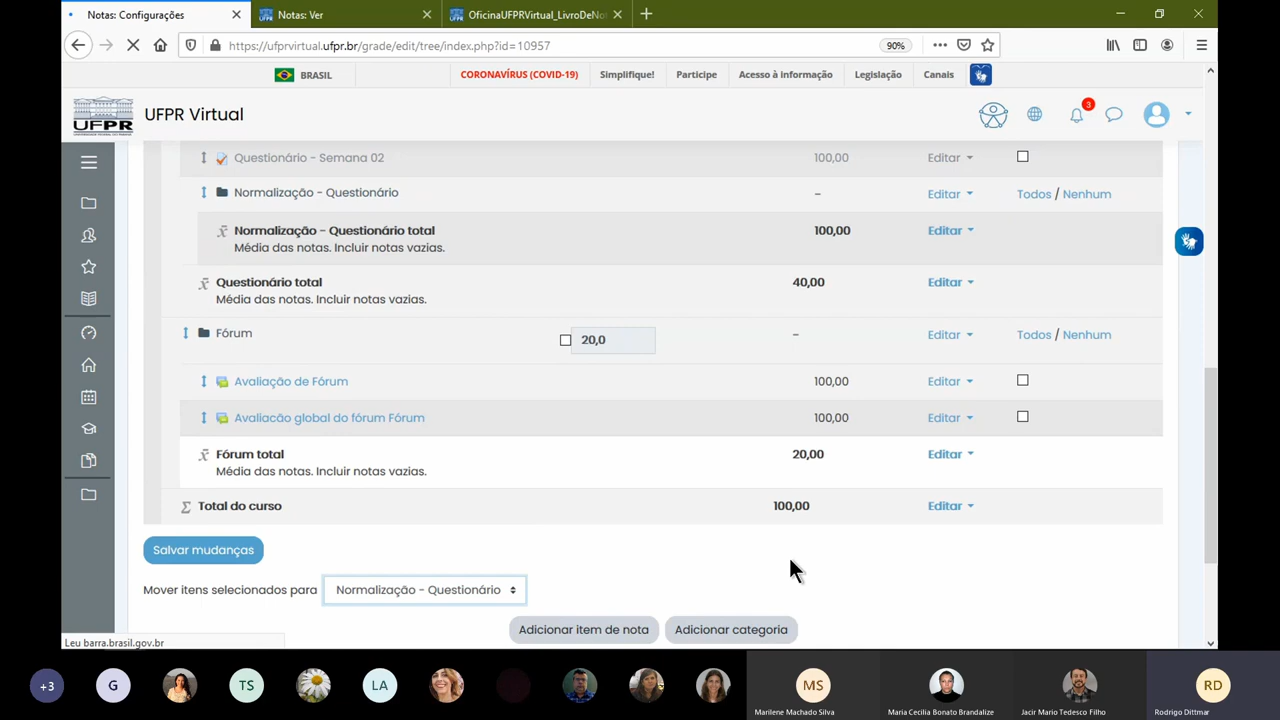 Notas: Configurações
Notas: Ver
OficinaUFPRVirtual_LivroDeNot
https://ufprvirtual.ufpr.br/grade/edit/tree/index.php?id=10957
90%
BRASIL
CORONAVÍRUS (COVID-19)
Simplifique!
Participe
Acesso à informação
Legislação
Canais
UFPR
UFPR Virtual
3
Questionário - Semana 02
100,00
Editar
Normalização - Questionário
-
Editar
Todos / Nenhum
Normalização - Questionário total
100,00
Editar
Média das notas. Incluir notas vazias.
Questionário total
40,00
Editar
Média das notas. Incluir notas vazias.
Fórum
20,0
-
Editar
Todos / Nenhum
Avaliação de Fórum
100,00
Editar
Avaliação global do fórum Fórum
100,00
Editar
Fórum total
20,00
Editar
Média das notas. Incluir notas vazias.
Total do curso
100,00
Editar
Salvar mudanças
Mover itens selecionados para
Normalização - Questionário
Adicionar item de nota
Adicionar categoria
Leu barra.brasil.gov.br
+3
G
TS
LA
MS
RD
Marilene Machado Silva
Maria Cecilia Bonato Brandalize
Jacir Mario Tedesco Filho
Rodrigo Dittmar